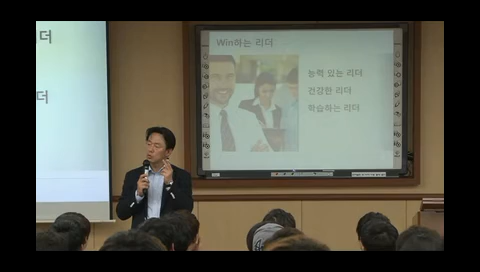 더
더
Win하는 리더
능력 있는 리더
건강한 리더
학습하는 리더